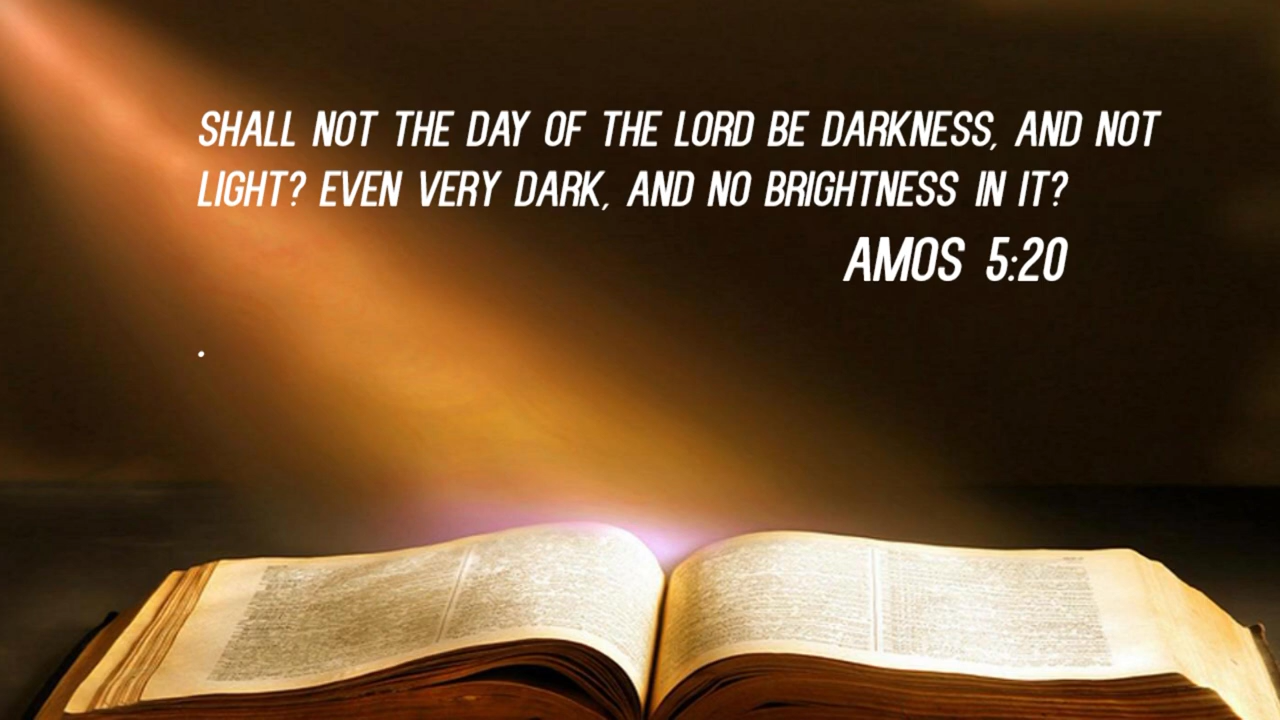 SHALL NOT THE DAY OF THE LORD BE DARKNESS, AND NOT
LIGHT? EVEN VERY DARK, AND NO BRIGHTNESS IN IT?
AMOS 5:20
.